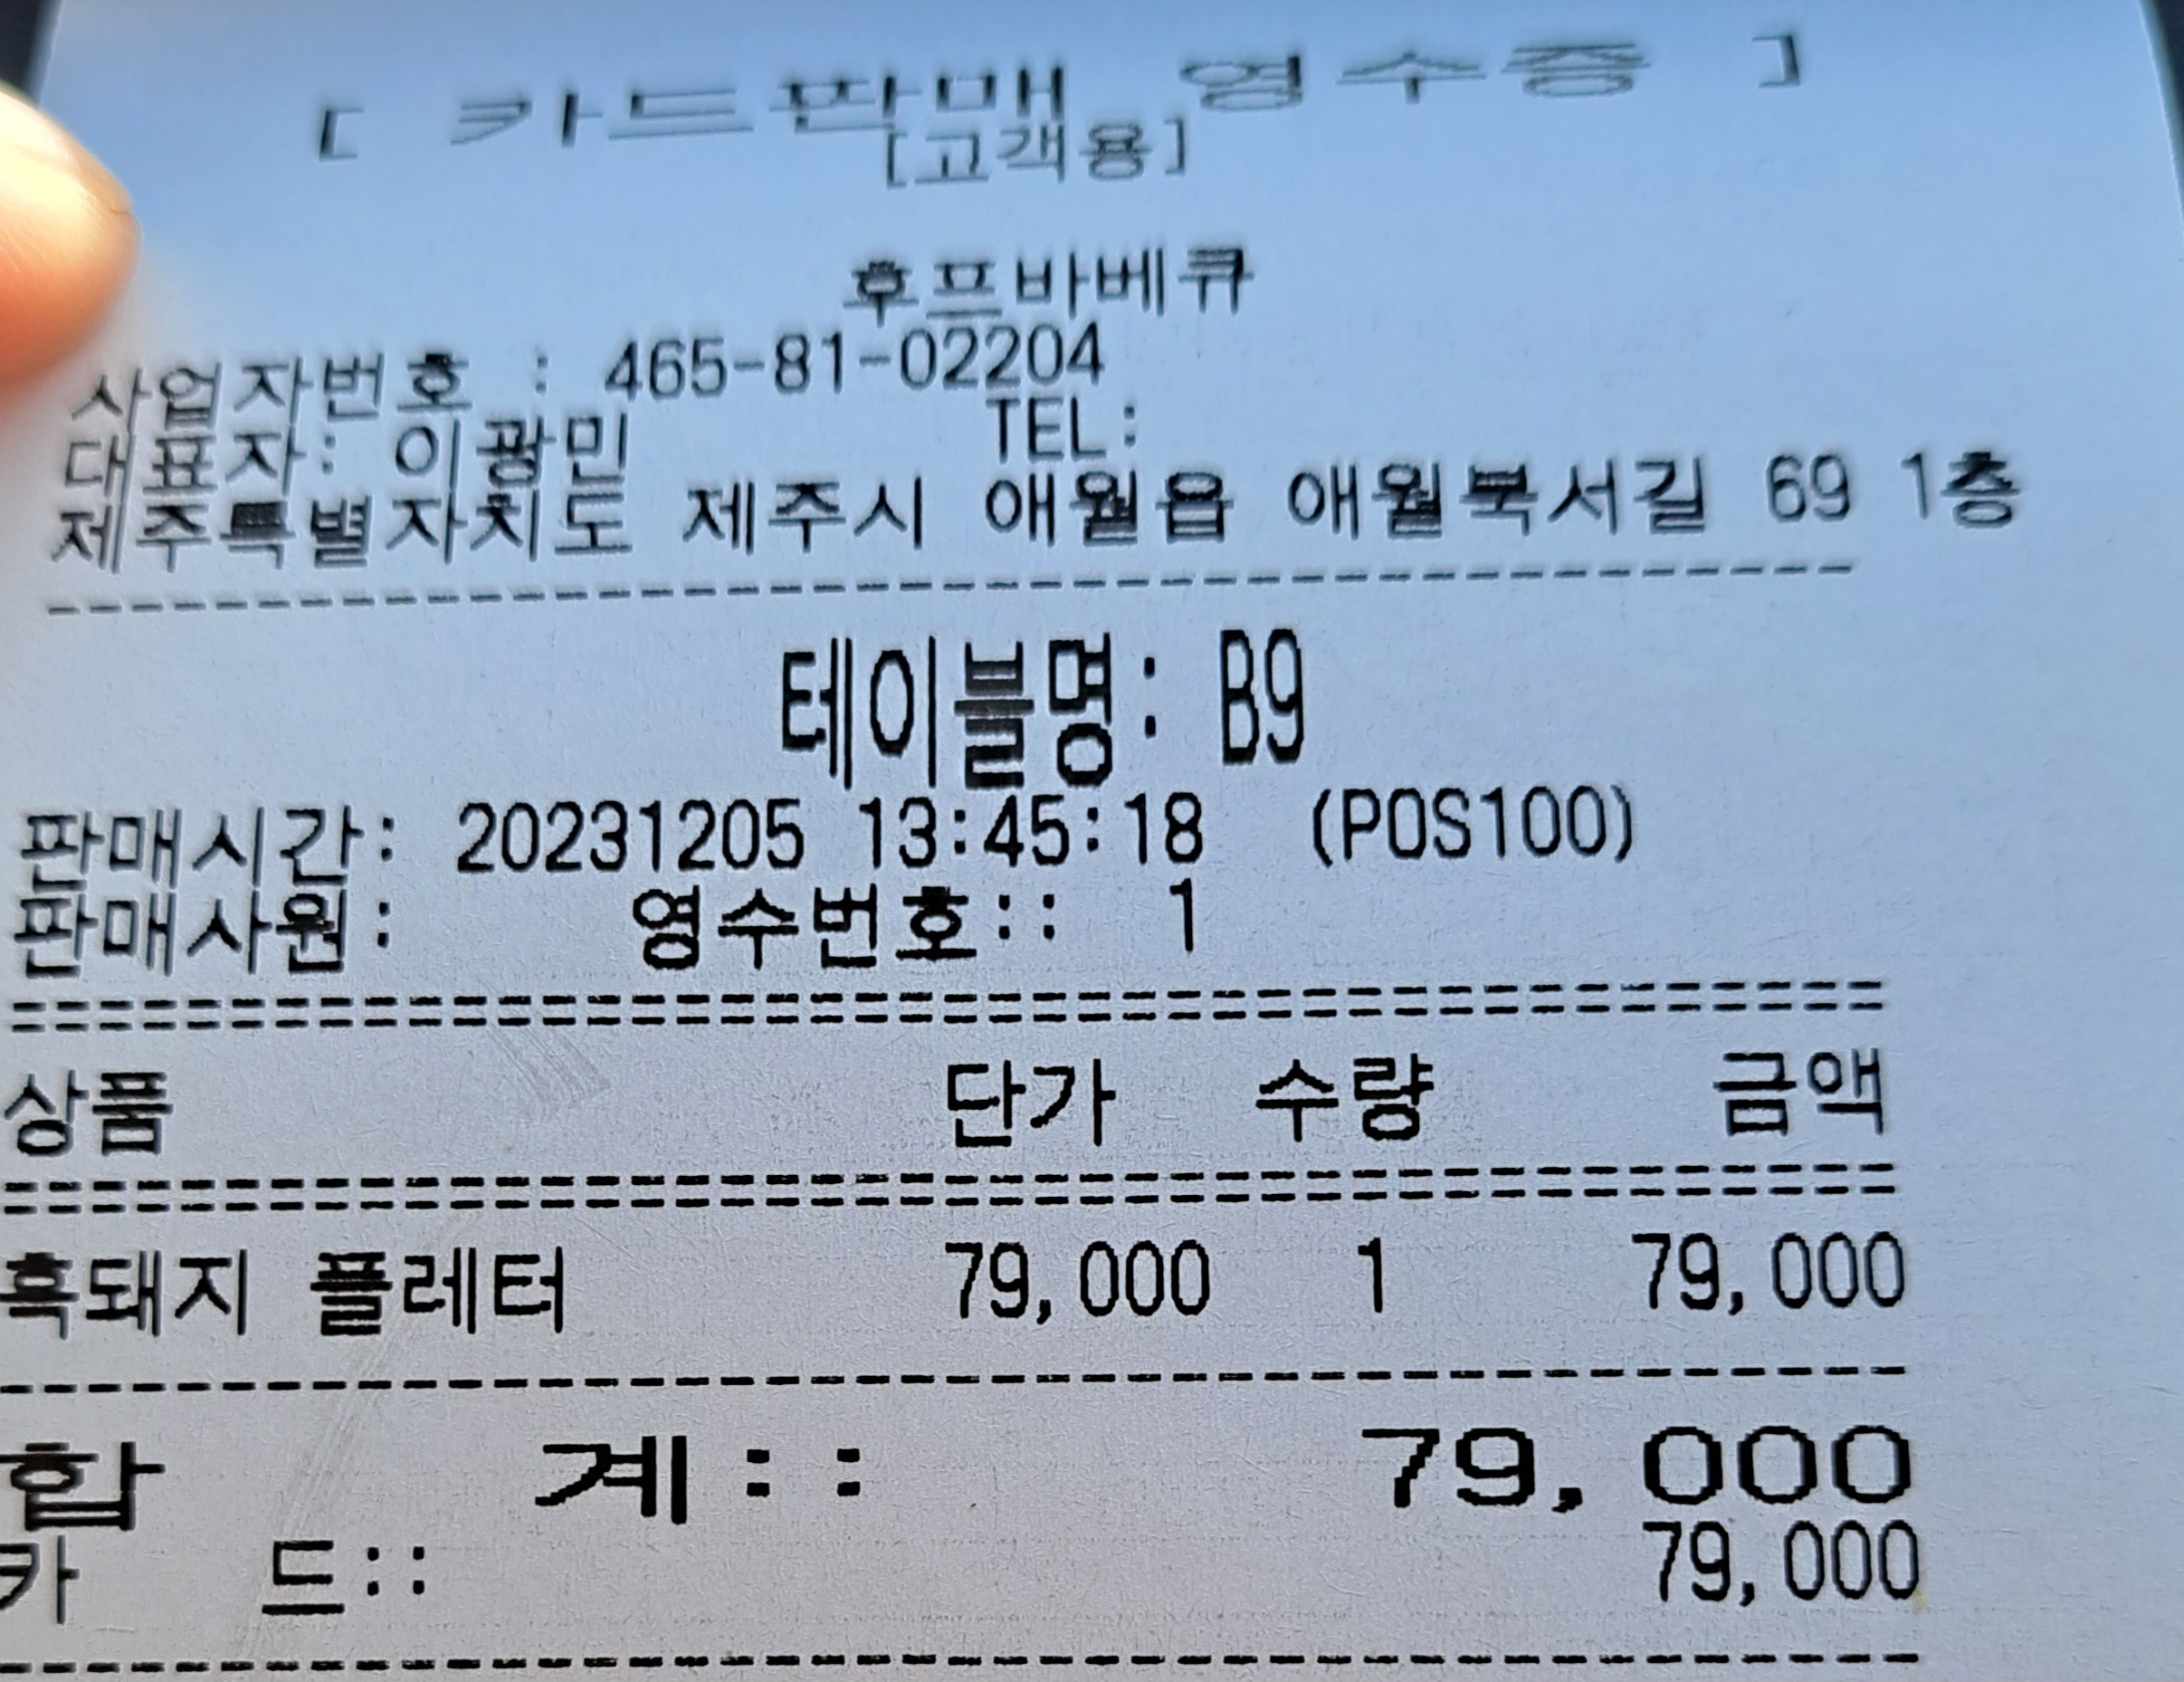 [ 카드판매 영수증 ]
[고객용]
후프바베큐
사업자번호 : 465-81-02204
대표자: 이광민 TEL:
제주특별자치도 제주시 애월읍 애월북서길 69 1층
--------------------------------
테이블명: B9
판매시간: 20231205 13:45:18 (POS100)
판매사원: 영수번호:: 1
==========================================
상품 단가 수량 금액
==========================================
흑돼지 플레터 79,000 1 79,000
------------------------------------------
합 계:: 79,000
카 드:: 79,000
------------------------------------------